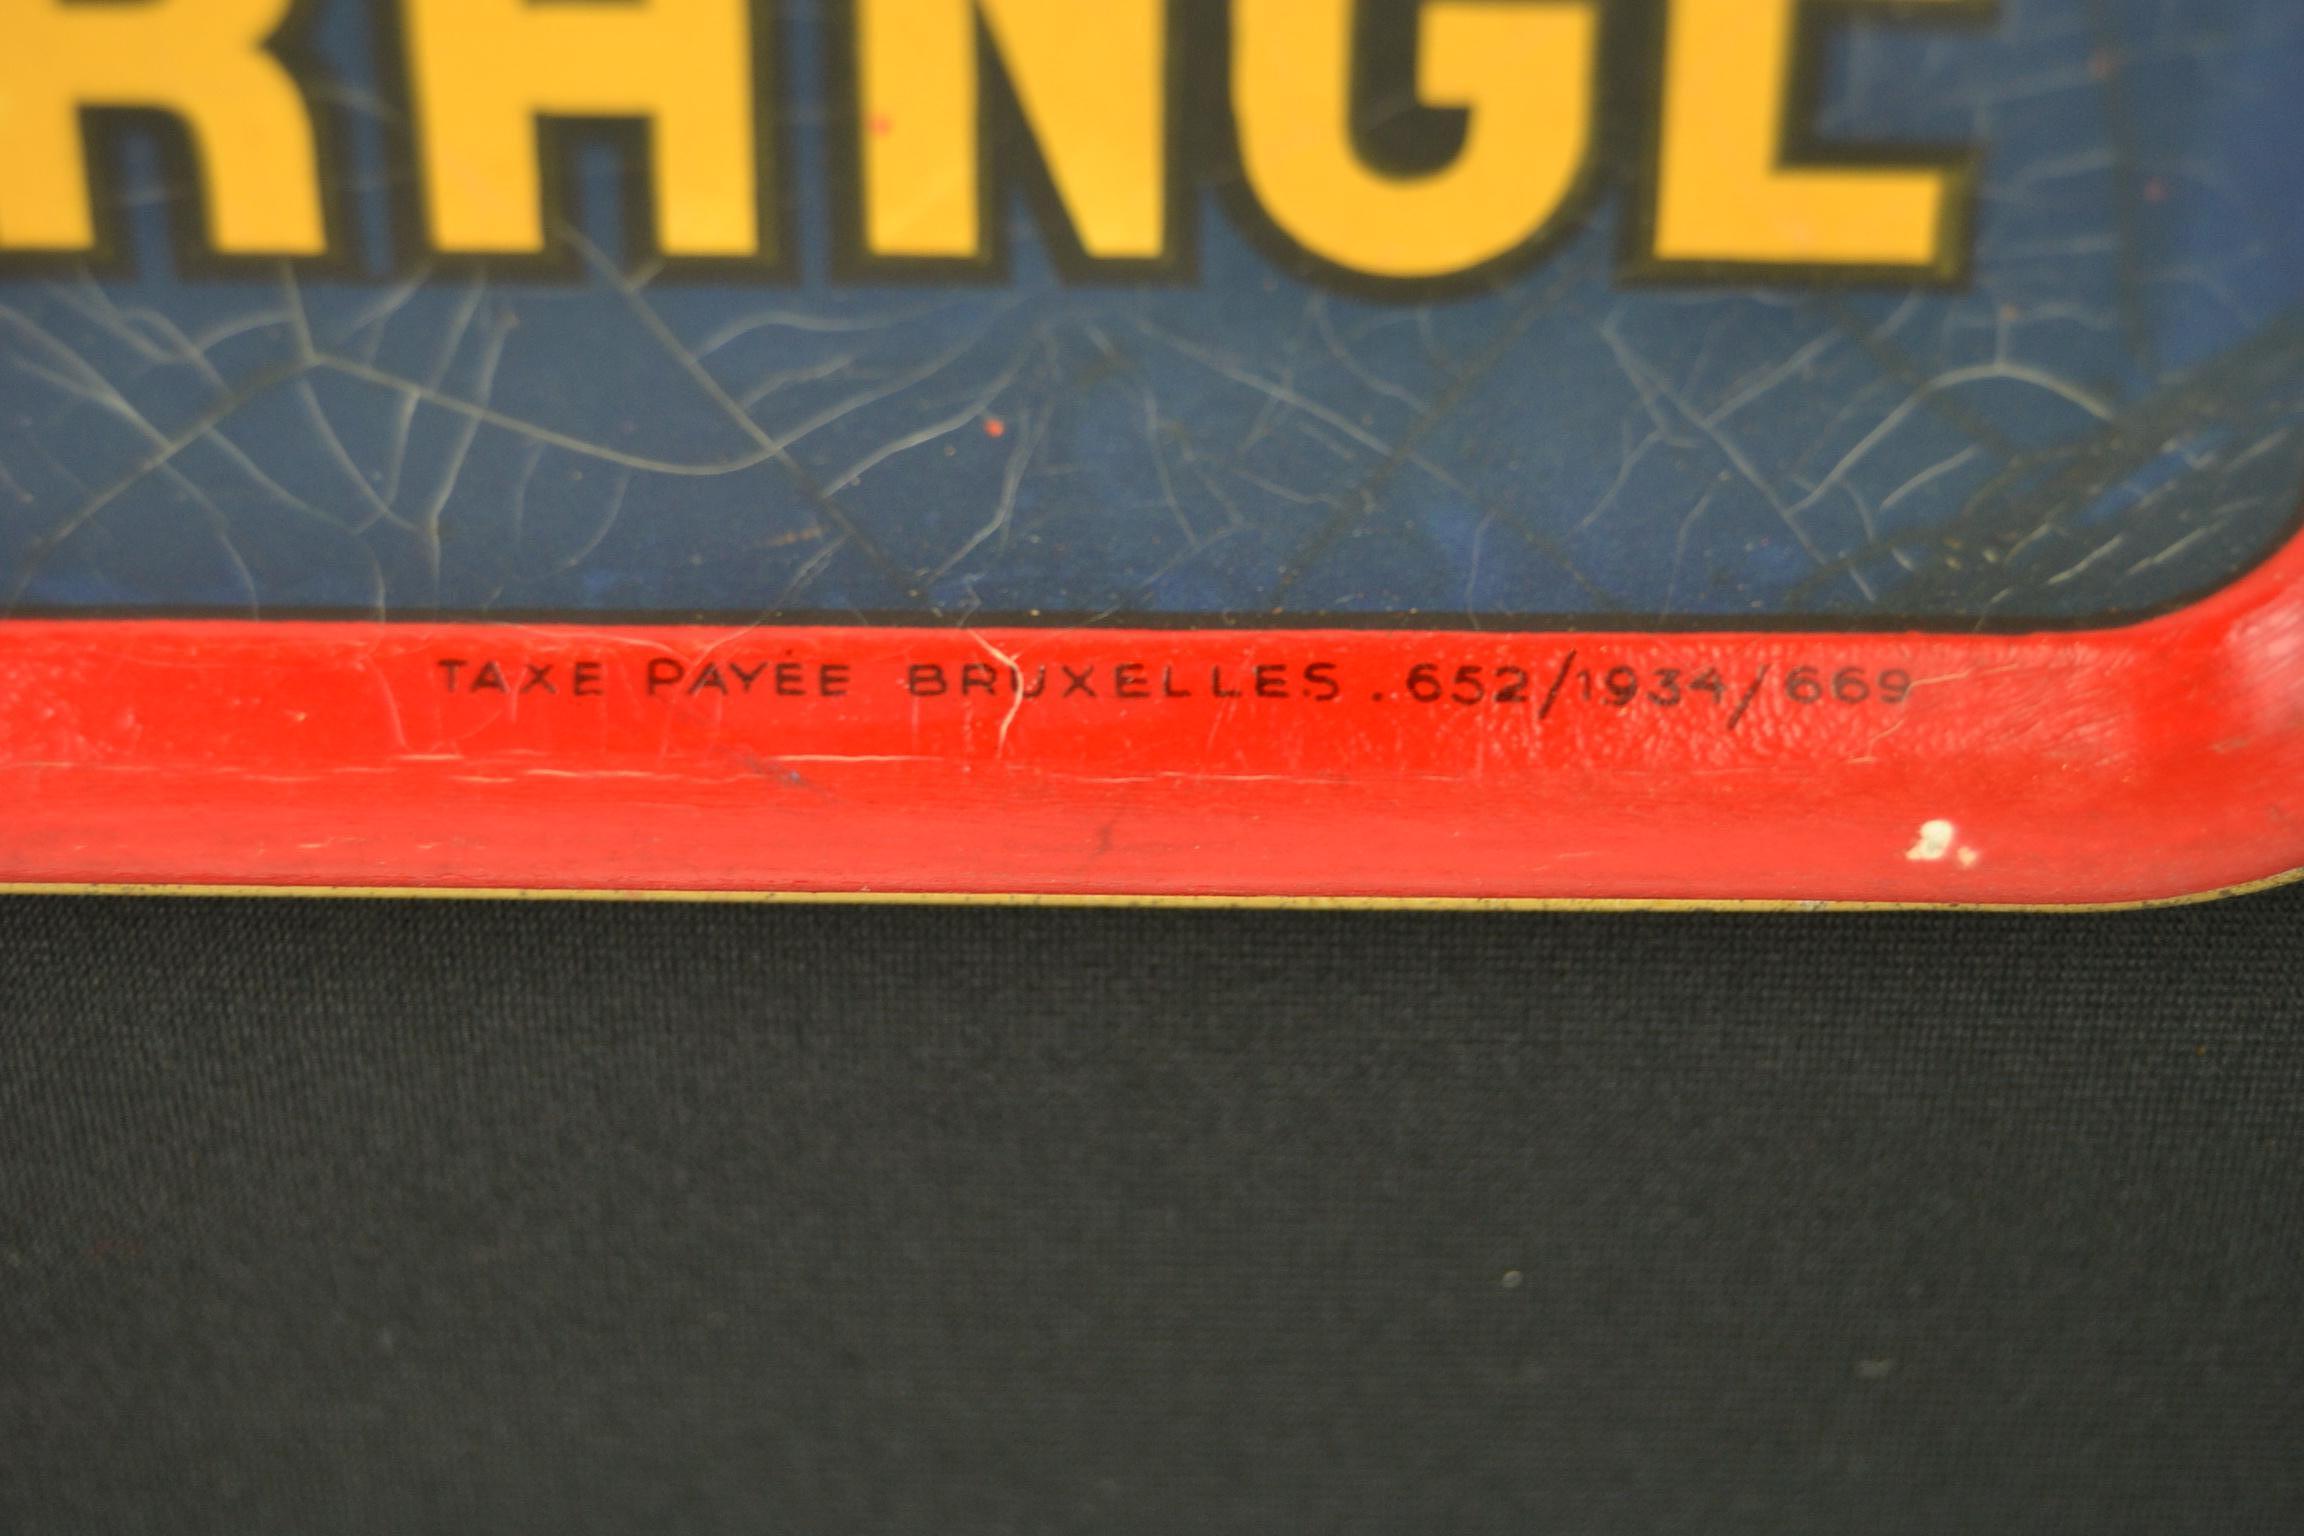 RANGE
TAXE PAYÉE BRUXELLES .652/1934/669